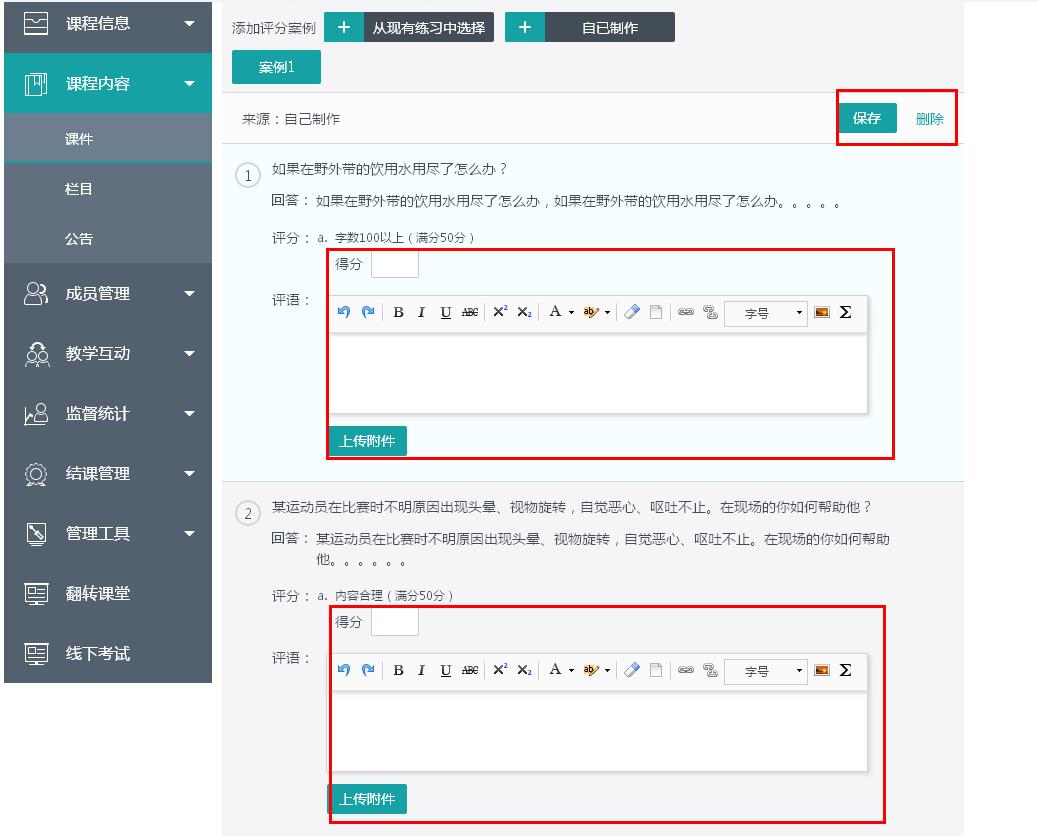 课程信息
课程内容
课件
栏目
公告
成员管理
教学互动
监督统计
结课管理
管理工具
翻转课堂
线下考试
添加评分案例 + 从现有练习中选择 + 自已制作
案例1
来源：自己制作 保存 删除
1 如果在野外带的饮用水用尽了怎么办？
回答： 如果在野外带的饮用水用尽了怎么办，如果在野外带的饮用水用尽了怎么办。。。。。
评分： a. 字数100以上（满分50分）
得分
评语：
B I U ABC X² X₂ A ab 字号 Σ
上传附件
2 某运动员在比赛时不明原因出现头晕、视物旋转，自觉恶心、呕吐不止。在现场的你如何帮助他？
回答： 某运动员在比赛时不明原因出现头晕、视物旋转，自觉恶心、呕吐不止。在现场的你如何帮助
他。。。。。。
评分： a. 内容合理（满分50分）
得分
评语：
B I U ABC X² X₂ A ab 字号 Σ
上传附件